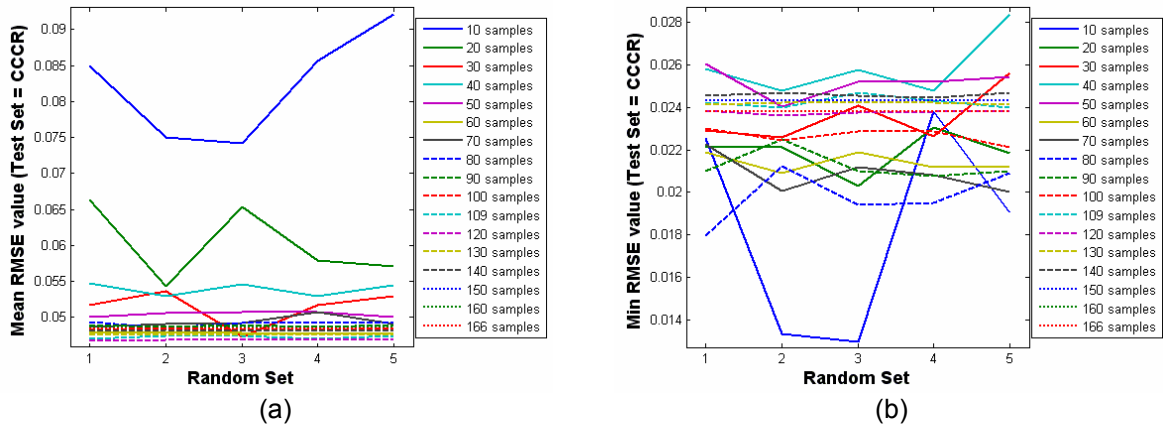 Mean RMSE value (Test Set = CCCR)
0.09
0.085
0.08
0.075
0.07
0.065
0.06
0.055
0.05
1 2 3 4 5
Random Set
10 samples
20 samples
30 samples
40 samples
50 samples
60 samples
70 samples
80 samples
90 samples
100 samples
109 samples
120 samples
130 samples
140 samples
150 samples
160 samples
166 samples
(a)
Min RMSE value (Test Set = CCCR)
0.028
0.026
0.024
0.022
0.02
0.018
0.016
0.014
1 2 3 4 5
Random Set
10 samples
20 samples
30 samples
40 samples
50 samples
60 samples
70 samples
80 samples
90 samples
100 samples
109 samples
120 samples
130 samples
140 samples
150 samples
160 samples
166 samples
(b)